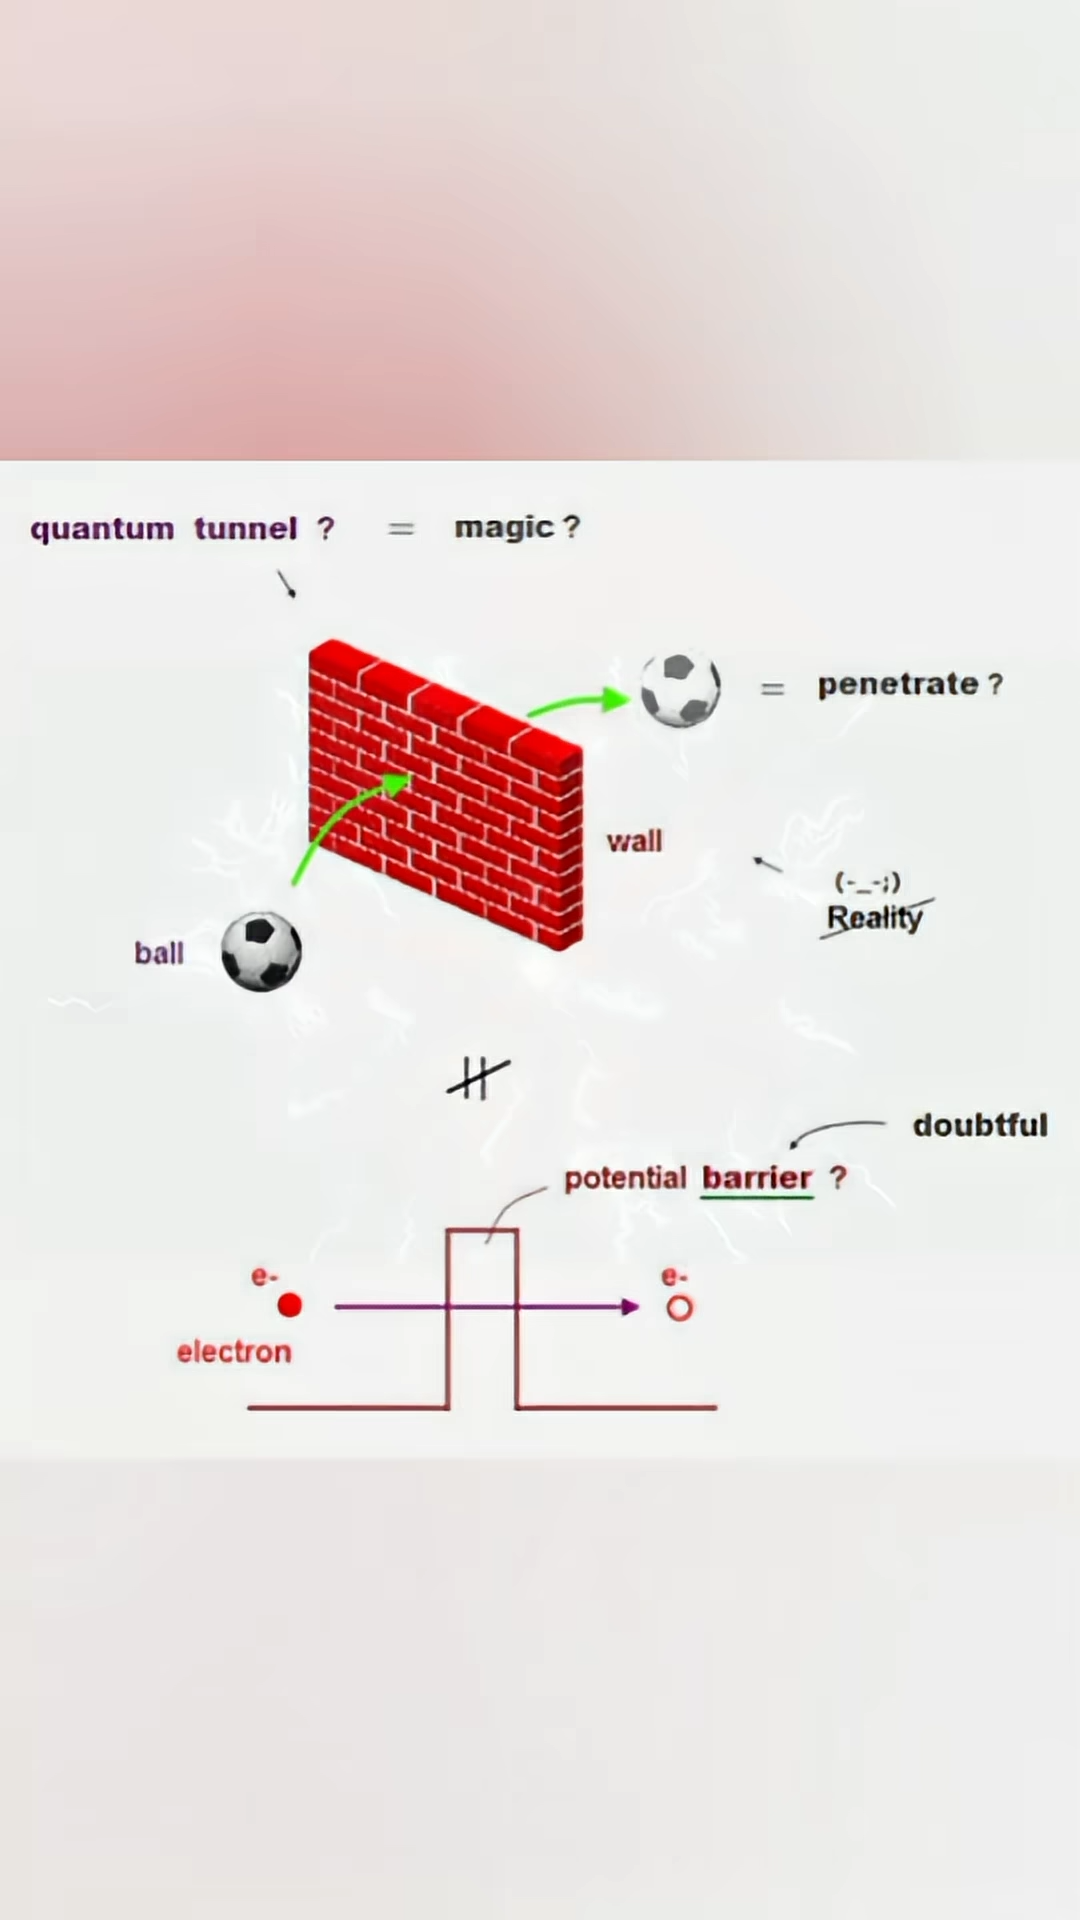 quantum tunnel ? = magic ?
= penetrate ?
wall
(-_-;)
Reality
ball
doubtful
potential barrier ?
e-
e-
electron